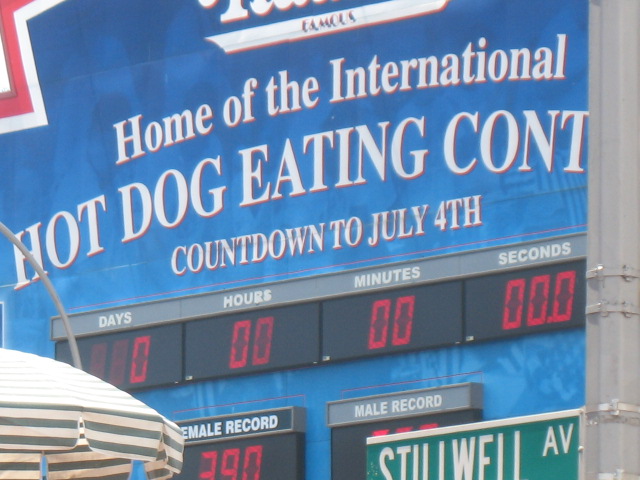 FAMOUS
Home of the International
HOT DOG EATING CONT
COUNTDOWN TO JULY 4TH
DAYS HOURS MINUTES SECONDS
0 00 00 00.0
EMALE RECORD MALE RECORD
390
STILLWELL AV